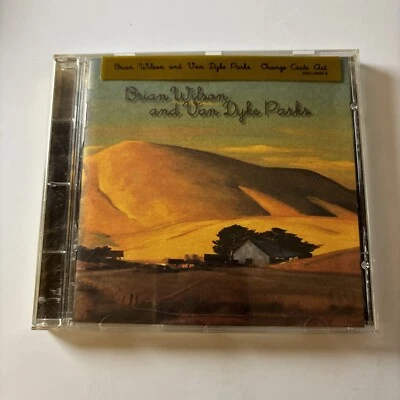 Brian Wilson and Van Dyke Parks Orange Crate Art
Brian Wilson
and Van Dyke Parks